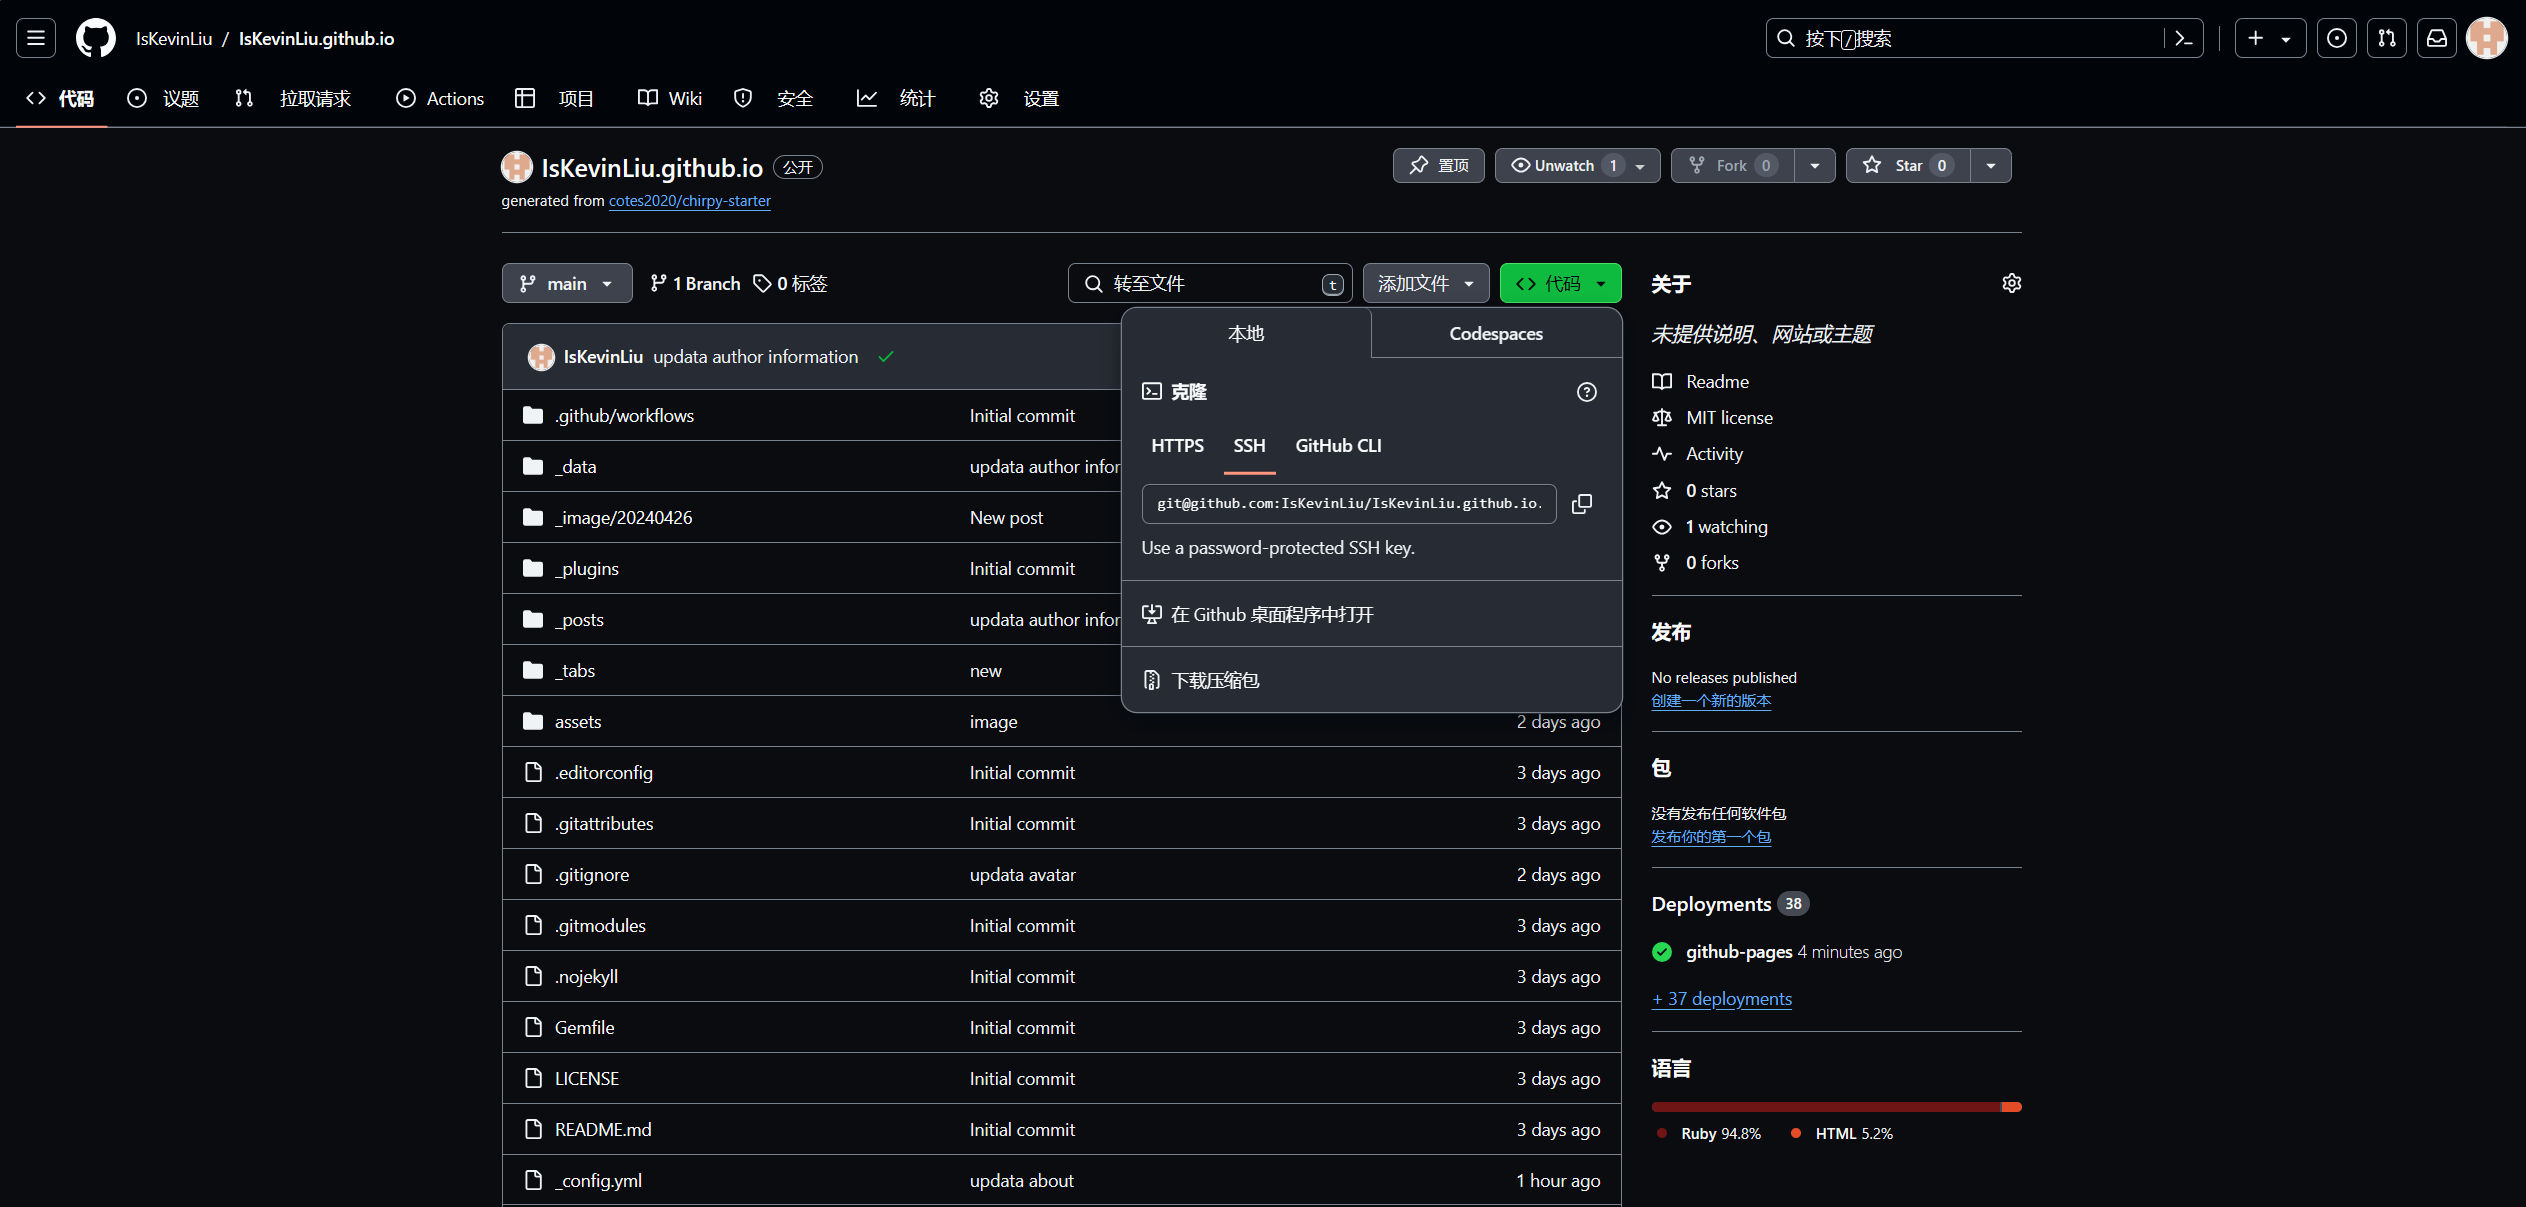 IsKevinLiu / IsKevinLiu.github.io
按下/搜索
代码
议题
拉取请求
Actions
项目
Wiki
安全
统计
设置
IsKevinLiu.github.io 公开
generated from cotes2020/chirpy-starter
置顶
Unwatch 1
Fork 0
Star 0
main
1 Branch
0 标签
转至文件 t
添加文件
代码
本地
Codespaces
克隆
HTTPS
SSH
GitHub CLI
git@github.com:IsKevinLiu/IsKevinLiu.github.io.
Use a password-protected SSH key.
在 Github 桌面程序中打开
下载压缩包
IsKevinLiu updata author information
.github/workflows Initial commit
_data updata author infor
_image/20240426 New post
_plugins Initial commit
_posts updata author infor
_tabs new
assets image 2 days ago
.editorconfig Initial commit 3 days ago
.gitattributes Initial commit 3 days ago
.gitignore updata avatar 2 days ago
.gitmodules Initial commit 3 days ago
.nojekyll Initial commit 3 days ago
Gemfile Initial commit 3 days ago
LICENSE Initial commit 3 days ago
README.md Initial commit 3 days ago
_config.yml updata about 1 hour ago
关于
未提供说明、网站或主题
Readme
MIT license
Activity
0 stars
1 watching
0 forks
发布
No releases published
创建一个新的版本
包
没有发布任何软件包
发布你的第一个包
Deployments 38
github-pages 4 minutes ago
+ 37 deployments
语言
Ruby 94.8% HTML 5.2%